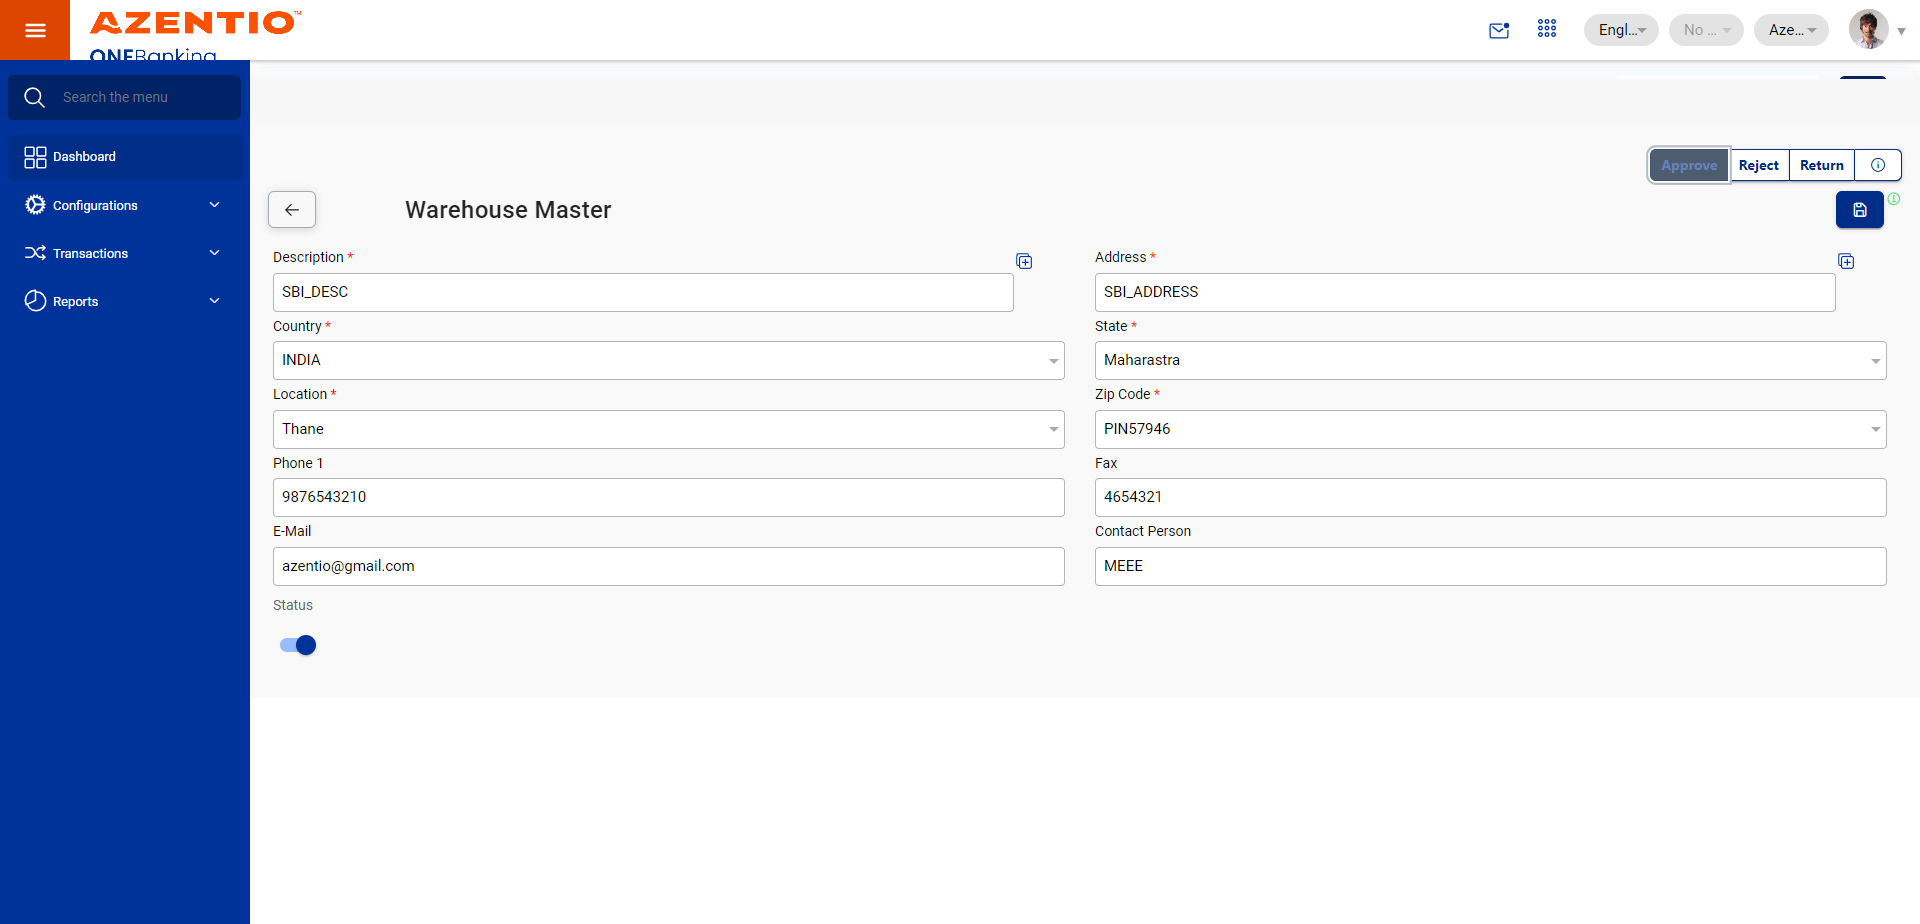 AZENTIO™
ONEBanking
Engl...
No ...
Aze...
Search the menu
Dashboard
Configurations
Transactions
Reports
Approve
Reject
Return
Warehouse Master
Description *
SBI_DESC
Address *
SBI_ADDRESS
Country *
INDIA
State *
Maharastra
Location *
Thane
Zip Code *
PIN57946
Phone 1
9876543210
Fax
4654321
E-Mail
azentio@gmail.com
Contact Person
MEEE
Status